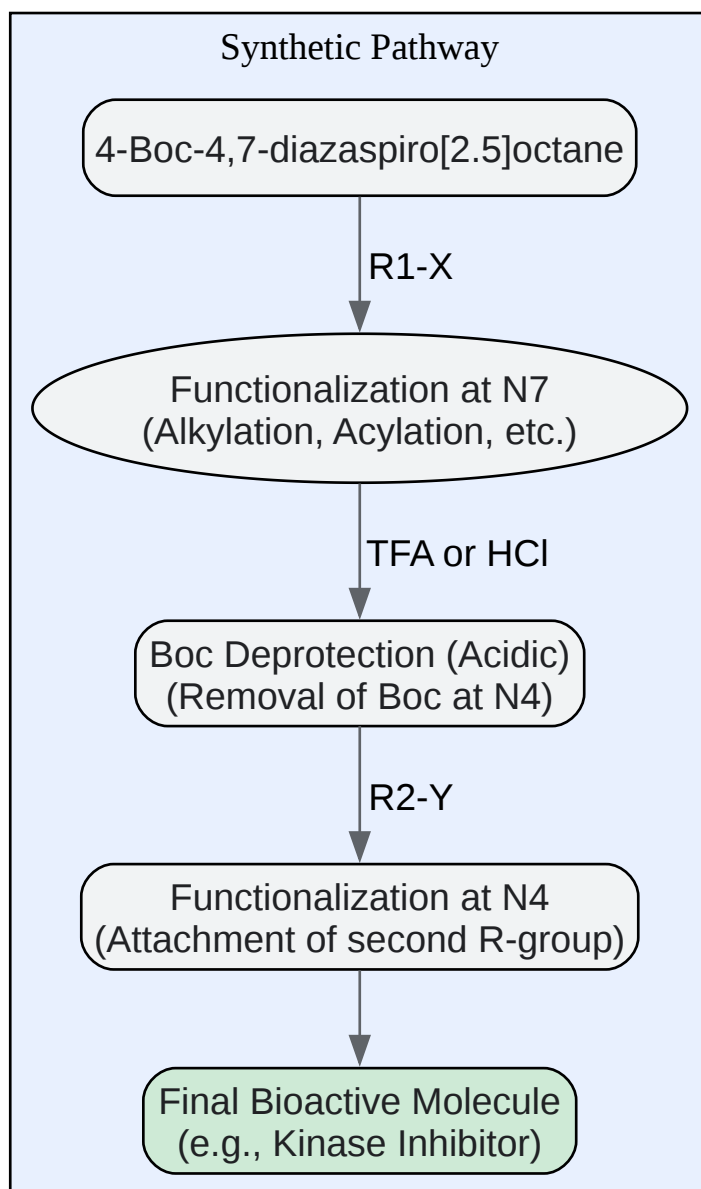 Synthetic Pathway
4-Boc-4,7-diazaspiro[2.5]octane
R1-X
Functionalization at N7
(Alkylation, Acylation, etc.)
TFA or HCl
Boc Deprotection (Acidic)
(Removal of Boc at N4)
R2-Y
Functionalization at N4
(Attachment of second R-group)
Final Bioactive Molecule
(e.g., Kinase Inhibitor)